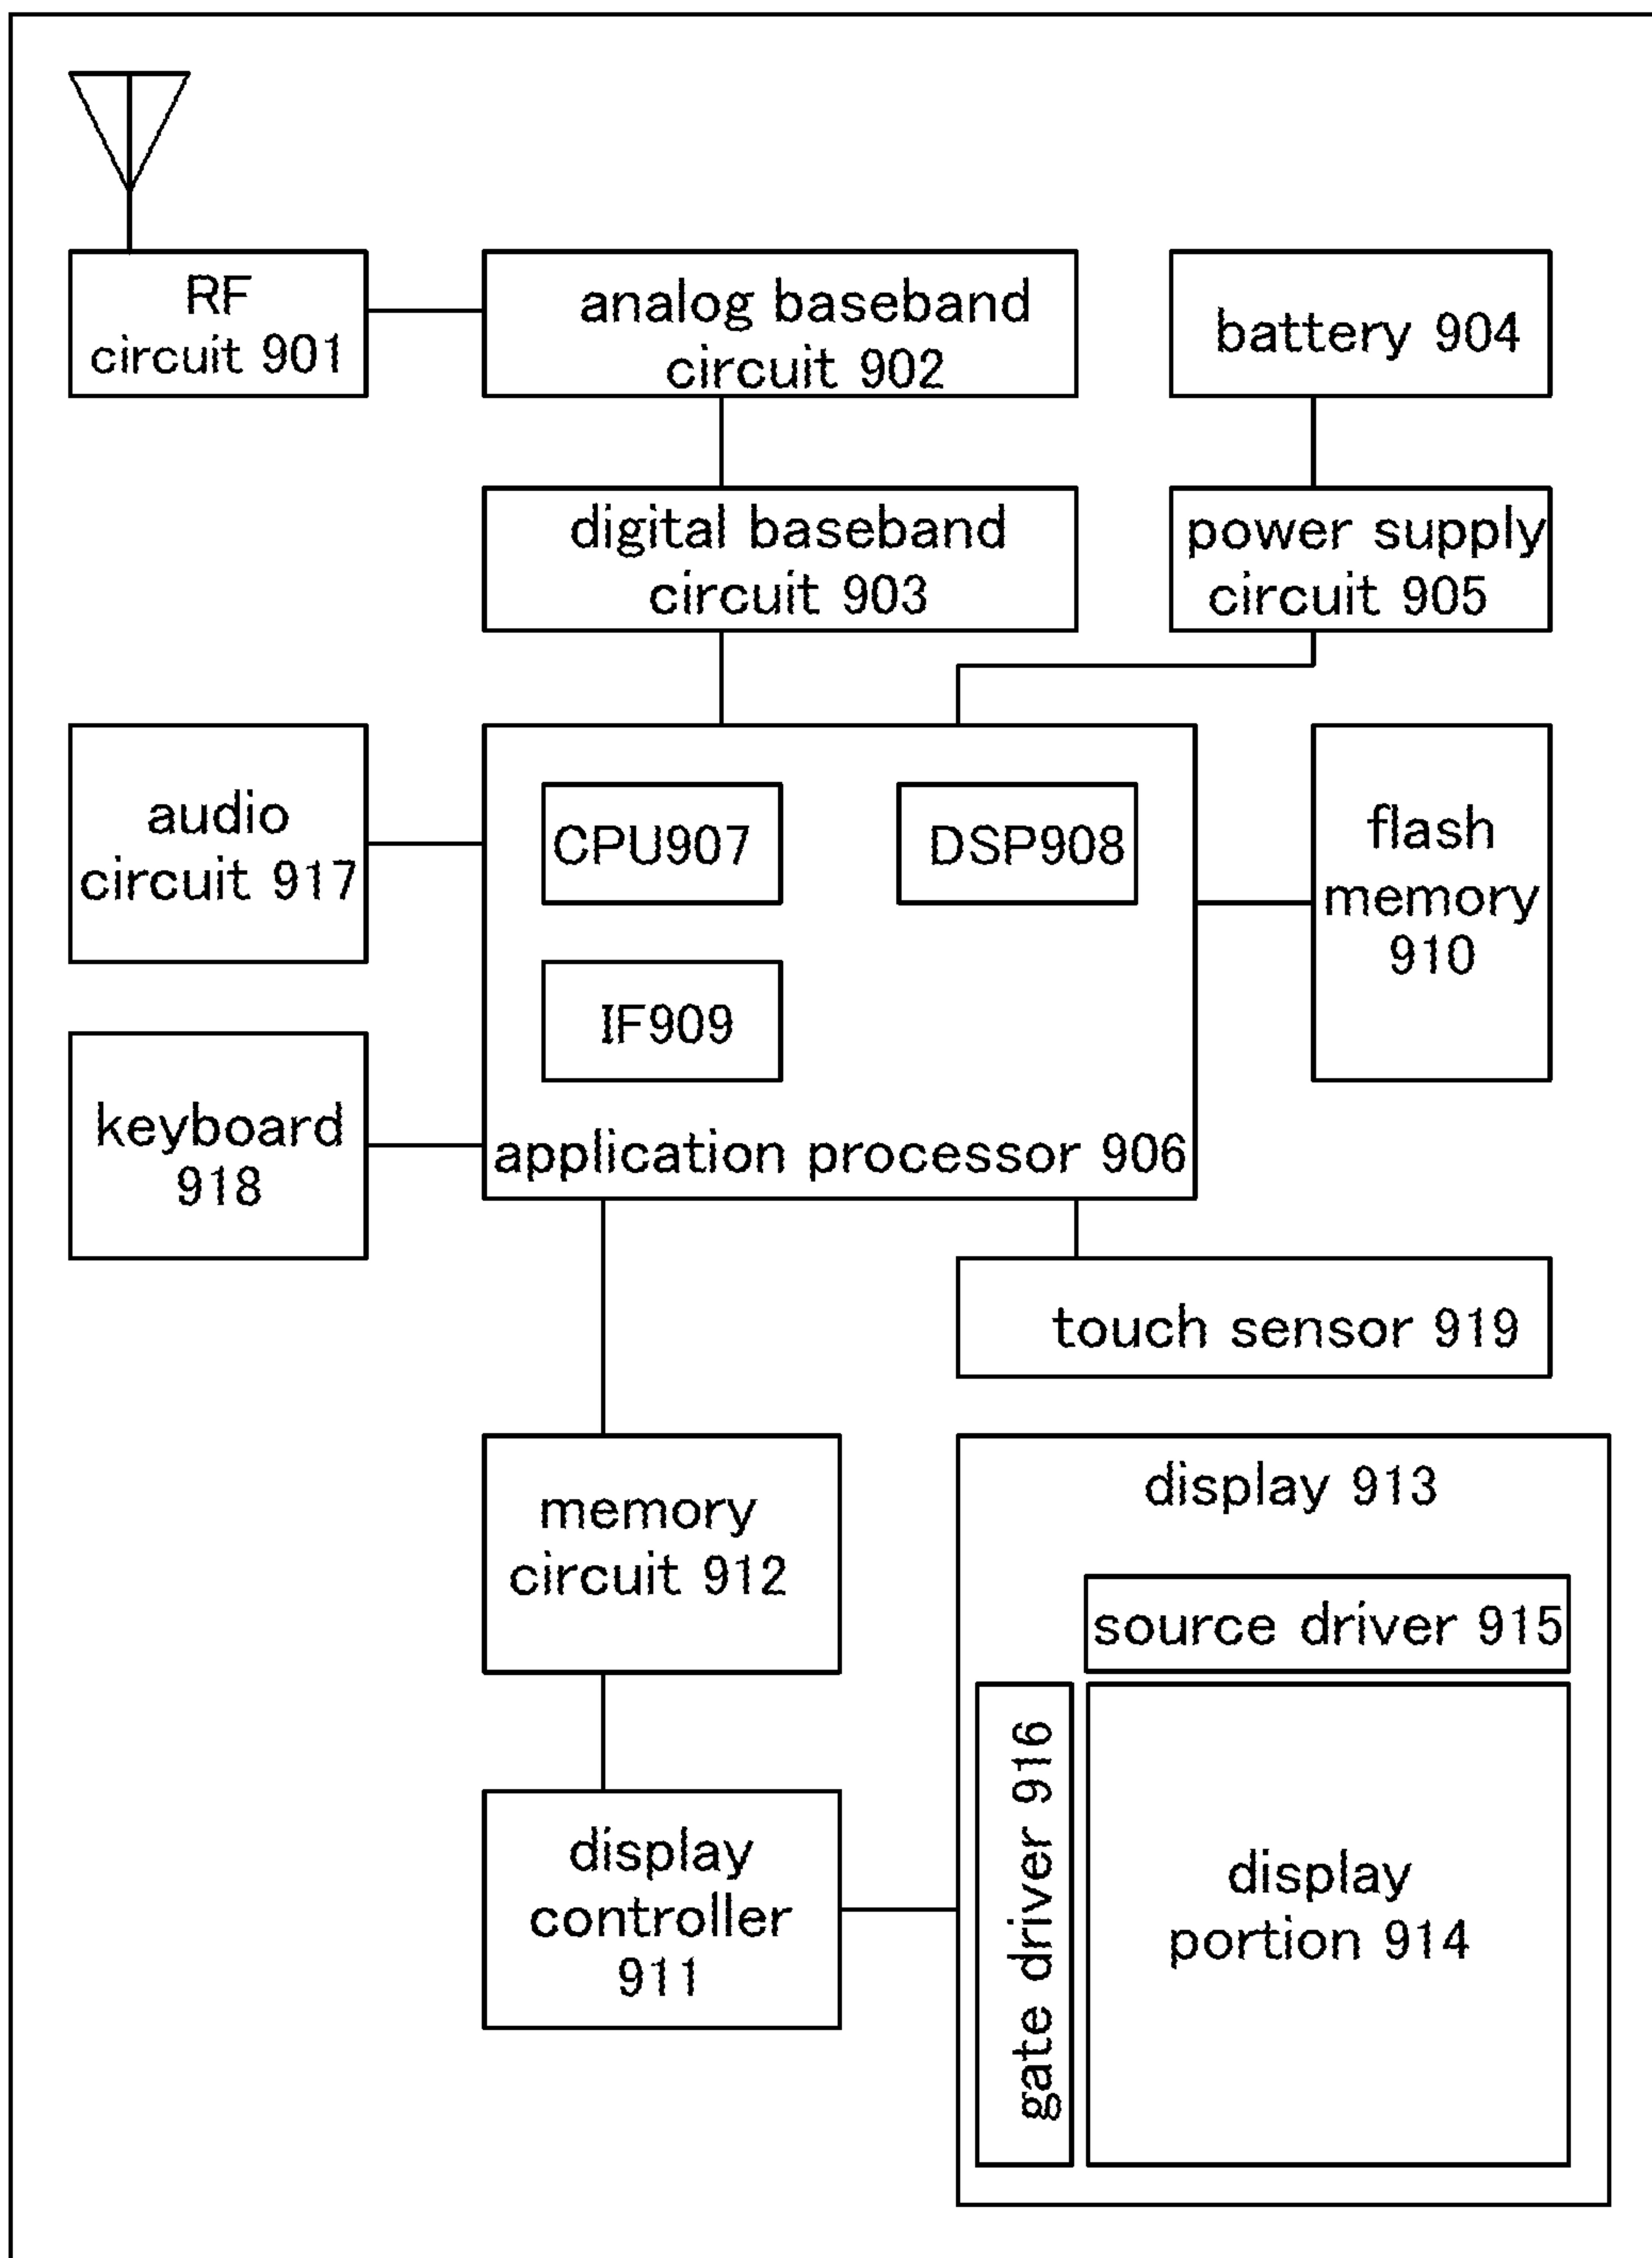 RF
circuit 901
analog baseband
circuit 902
battery 904
digital baseband
circuit 903
power supply
circuit 905
audio
circuit 917
CPU907
DSP908
flash
memory
910
IF909
keyboard
918
application processor 906
touch sensor 919
memory
circuit 912
display 913
source driver 915
gate driver 916
display
portion 914
display
controller
911